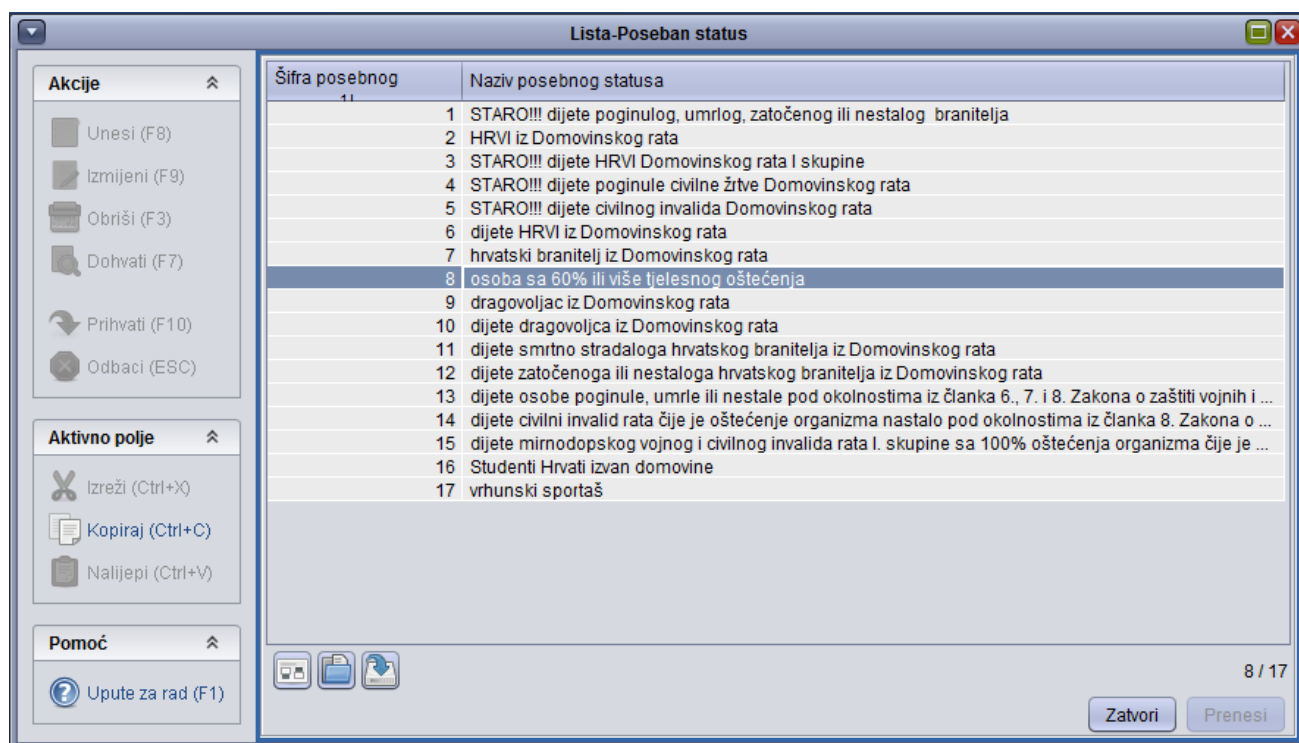 Lista-Poseban status
Akcije
Unesi (F8)
Izmijeni (F9)
Obriši (F3)
Dohvati (F7)
Prihvati (F10)
Odbaci (ESC)
Aktivno polje
Izreži (Ctrl+X)
Kopiraj (Ctrl+C)
Nalijepi (Ctrl+V)
Pomoć
Upute za rad (F1)
Šifra posebnog Naziv posebnog statusa
1 STARO!!! dijete poginulog, umrlog, zatočenog ili nestalog branitelja
2 HRVI iz Domovinskog rata
3 STARO!!! dijete HRVI Domovinskog rata I skupine
4 STARO!!! dijete poginule civilne žrtve Domovinskog rata
5 STARO!!! dijete civilnog invalida Domovinskog rata
6 dijete HRVI iz Domovinskog rata
7 hrvatski branitelj iz Domovinskog rata
8 osoba sa 60% ili više tjelesnog oštećenja
9 dragovoljac iz Domovinskog rata
10 dijete dragovoljca iz Domovinskog rata
11 dijete smrtno stradaloga hrvatskog branitelja iz Domovinskog rata
12 dijete zatočenoga ili nestaloga hrvatskog branitelja iz Domovinskog rata
13 dijete osobe poginule, umrle ili nestale pod okolnostima iz članka 6., 7. i 8. Zakona o zaštiti vojnih i ...
14 dijete civilni invalid rata čije je oštećenje organizma nastalo pod okolnostima iz članka 8. Zakona o ...
15 dijete mirnodopskog vojnog i civilnog invalida rata I. skupine sa 100% oštećenja organizma čije je ...
16 Studenti Hrvati izvan domovine
17 vrhunski sportaš
8 / 17
Zatvori Prenesi